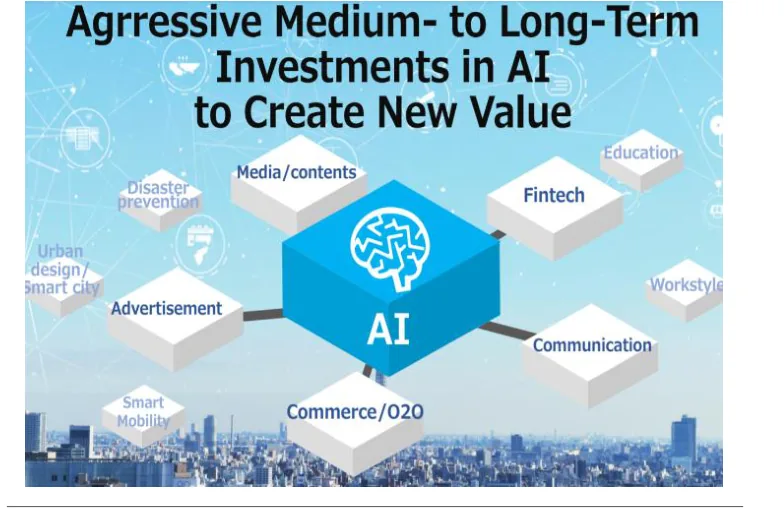 Agrressive Medium- to Long-Term
Investments in AI
to Create New Value
Education
Media/contents
Disaster
prevention
Fintech
Urban
design/
Smart city
Workstyle
Advertisement
AI
Communication
Smart
Mobility
Commerce/O2O